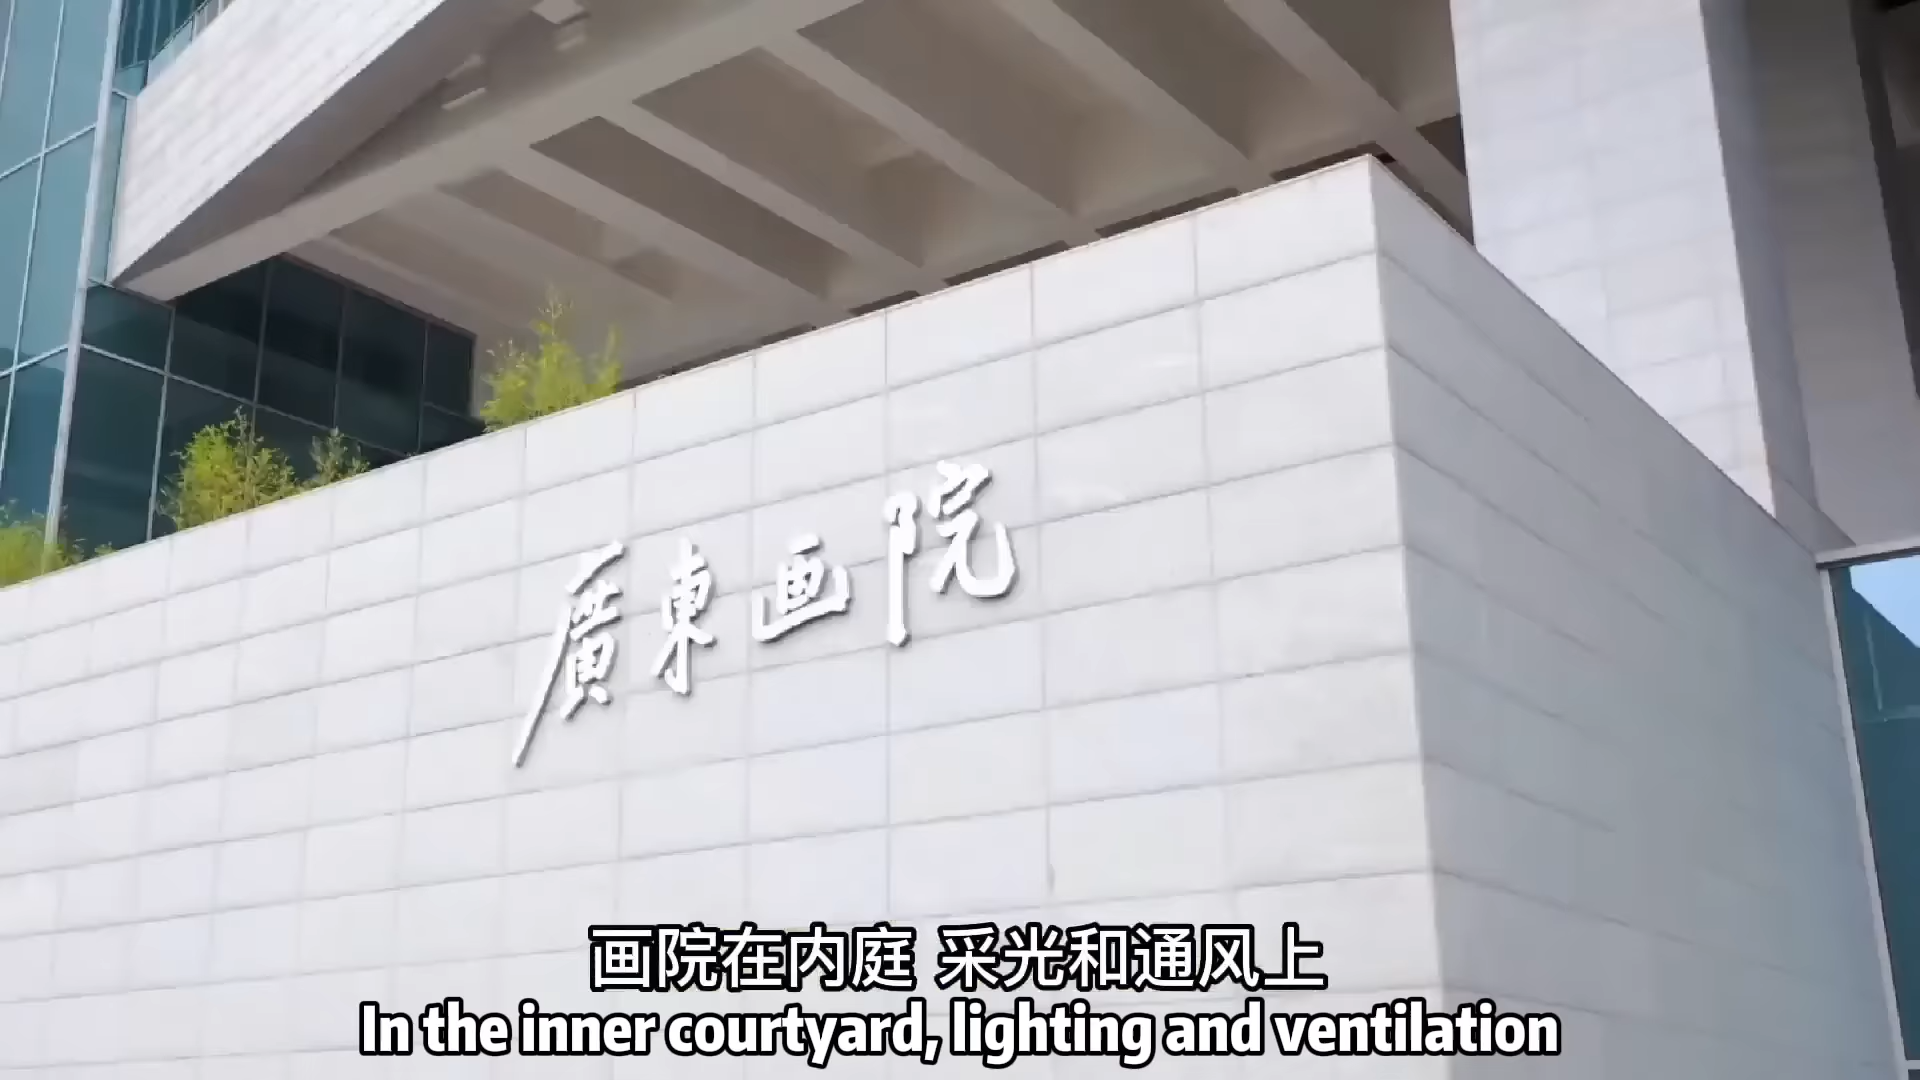 廣東画院
画院在内庭 采光和通风上
In the inner courtyard, lighting and ventilation